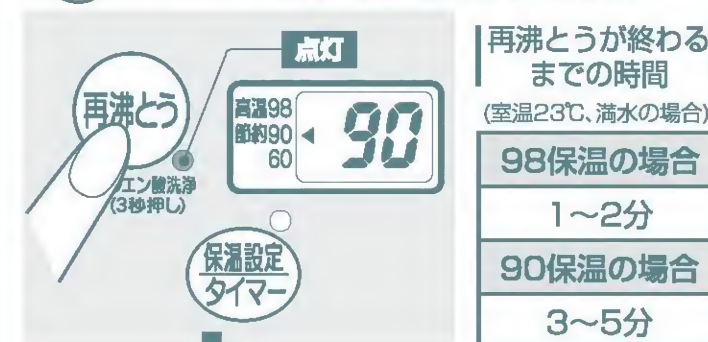 点灯
再沸とう
エン酸洗浄
(3秒押し)
高温98
節約90
60
90
保温設定
タイマー
再沸とうが終わる
までの時間
(室温23℃、満水の場合)
98保温の場合
1〜2分
90保温の場合
3〜5分